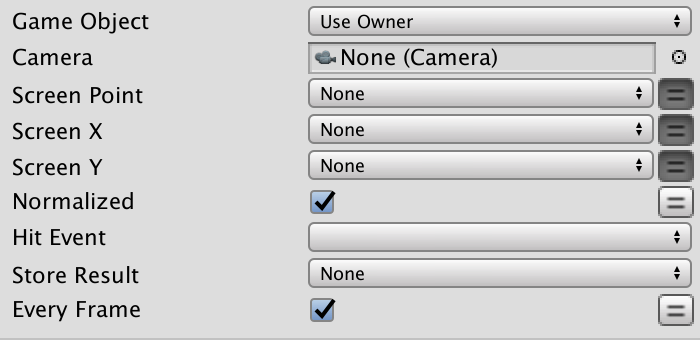 Game Object Use Owner
Camera None (Camera)
Screen Point None
Screen X None
Screen Y None
Normalized
Hit Event
Store Result None
Every Frame